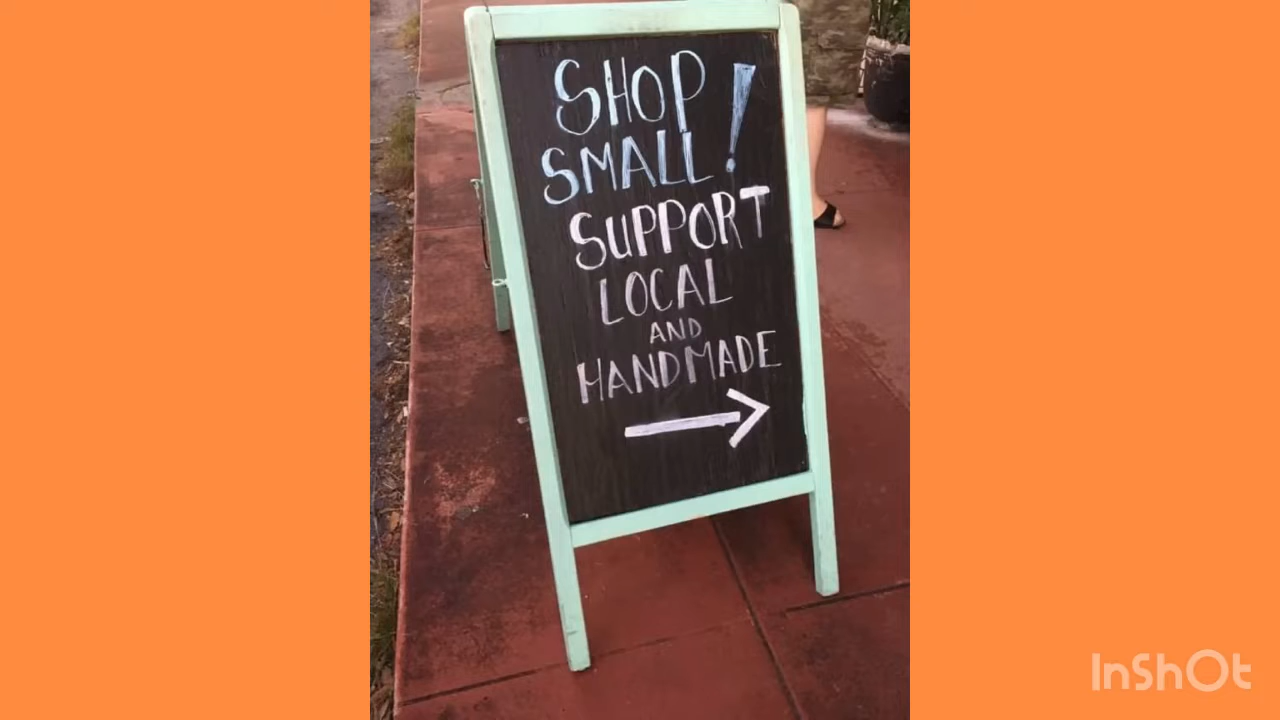 SHOP
SMALL!
SUPPORT
LOCAL
AND
HANDMADE
InShOt